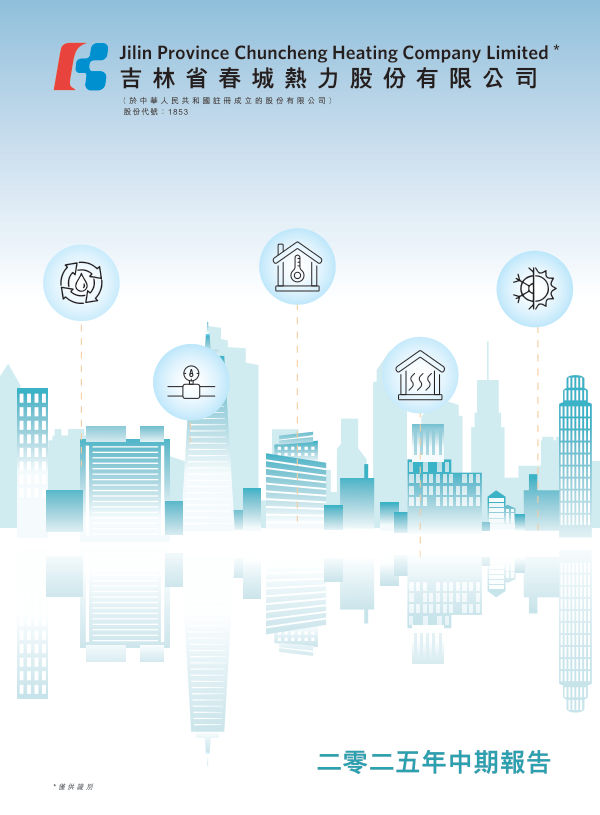 Jilin Province Chuncheng Heating Company Limited *
吉林省春城熱力股份有限公司
（於中華人民共和國註冊成立的股份有限公司）
股份代號：1853
二零二五年中期報告
*僅供識別